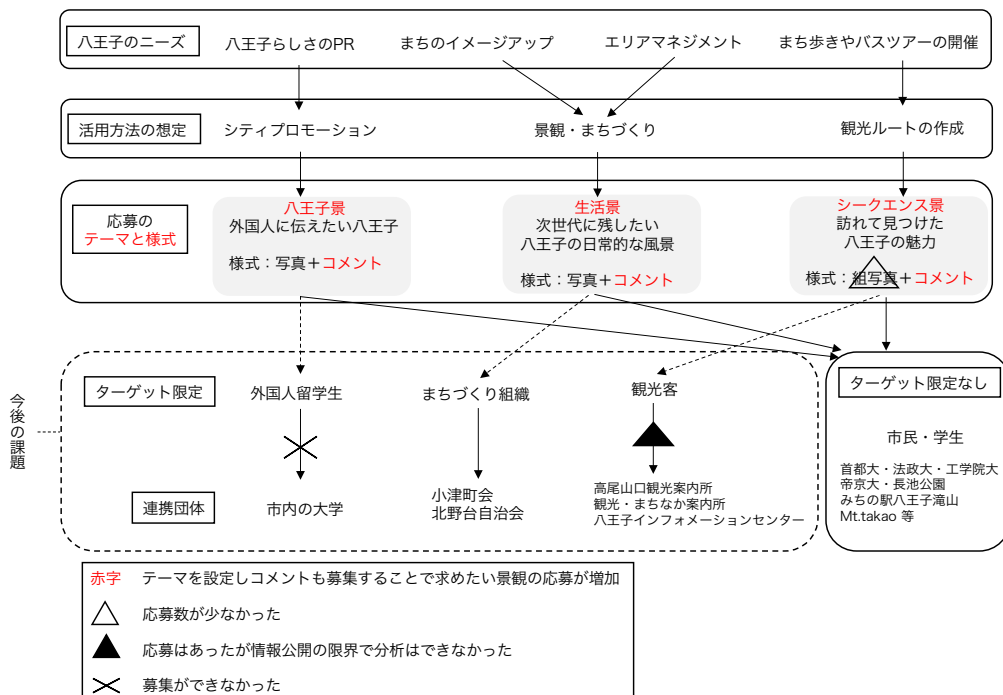 八王子のニーズ
八王子らしさのPR
まちのイメージアップ
エリアマネジメント
まち歩きやバスツアーの開催
活用方法の想定
シティプロモーション
景観・まちづくり
観光ルートの作成
応募の
テーマと様式
八王子景
外国人に伝えたい八王子
様式：写真＋コメント
生活景
次世代に残したい
八王子の日常的な風景
様式：写真＋コメント
シークエンス景
訪れて見つけた
八王子の魅力
様式：組写真＋コメント
今後の課題
ターゲット限定
外国人留学生
まちづくり組織
観光客
連携団体
市内の大学
小津町会
北野台自治会
高尾山口観光案内所
観光・まちなか案内所
八王子インフォメーションセンター
ターゲット限定なし
市民・学生
首都大・法政大・工学院大
帝京大・長池公園
みちの駅八王子滝山
Mt.takao 等
赤字 テーマを設定しコメントも募集することで求めたい景観の応募が増加
応募数が少なかった
応募はあったが情報公開の限界で分析はできなかった
募集ができなかった